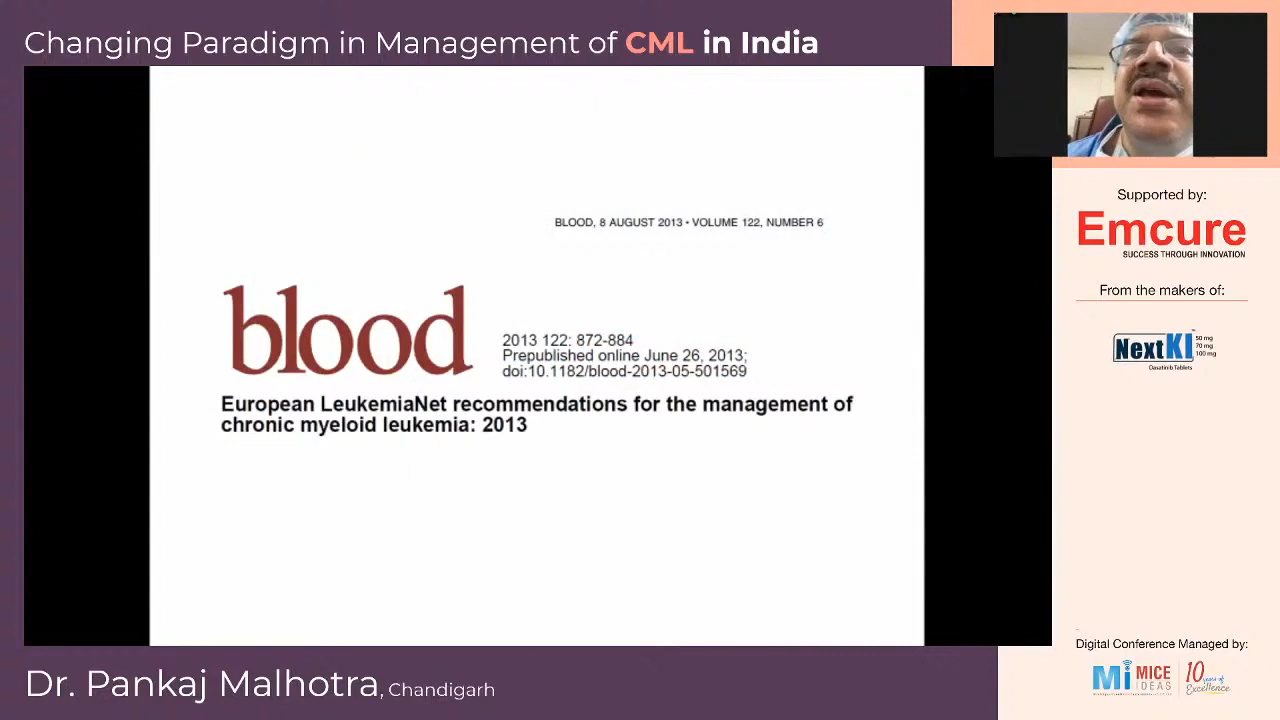 Changing Paradigm in Management of CML in India
BLOOD, 8 AUGUST 2013 • VOLUME 122, NUMBER 6
blood
2013 122: 872-884
Prepublished online June 26, 2013;
doi:10.1182/blood-2013-05-501569
European LeukemiaNet recommendations for the management of
chronic myeloid leukemia: 2013
Supported by:
Emcure
SUCCESS THROUGH INNOVATION
From the makers of:
NextKI
50 mg
70 mg
100 mg
Dasatinib Tablets
Digital Conference Managed by:
Mi MICE
IDEAS
10 years of
Excellence
Dr. Pankaj Malhotra, Chandigarh